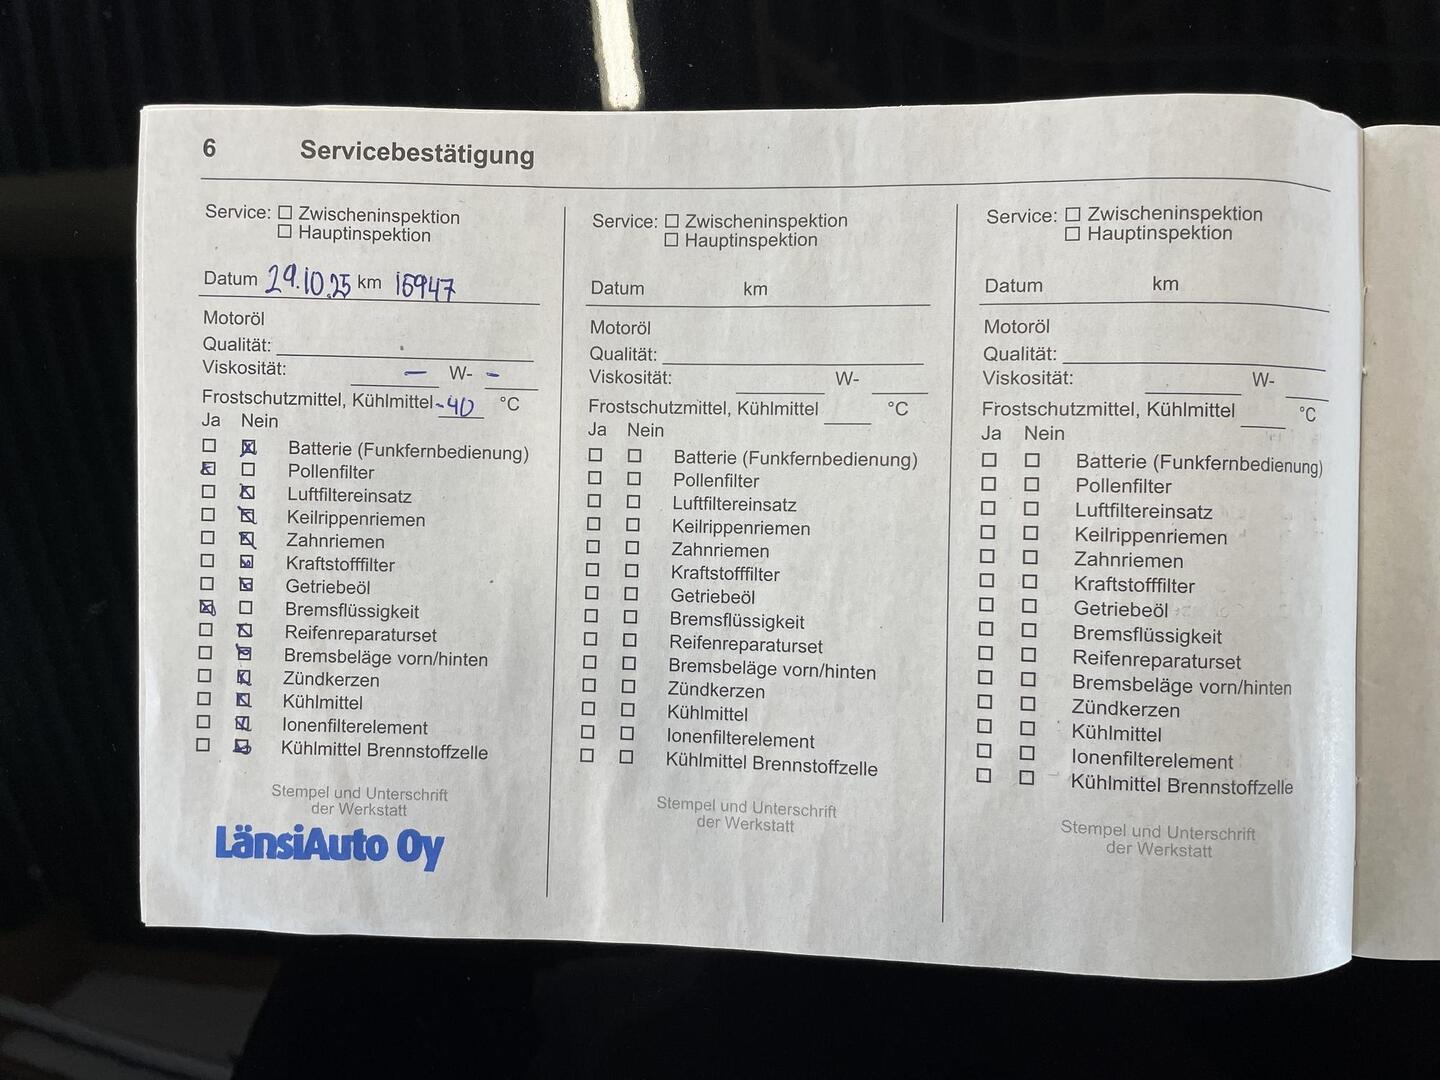 6 Servicebestätigung
Service: ☐ Zwischeninspektion
☐ Hauptinspektion
Datum 29.10.25 km 15947
Motoröl
Qualität:
Viskosität: – W- –
Frostschutzmittel, Kühlmittel -40 °C
Ja Nein
☐ ☒ Batterie (Funkfernbedienung)
☒ ☐ Pollenfilter
☐ ☒ Luftfiltereinsatz
☐ ☒ Keilrippenriemen
☐ ☒ Zahnriemen
☐ ☒ Kraftstofffilter
☐ ☒ Getriebeöl
☒ ☐ Bremsflüssigkeit
☐ ☒ Reifenreparaturset
☐ ☒ Bremsbeläge vorn/hinten
☐ ☒ Zündkerzen
☐ ☒ Kühlmittel
☐ ☒ Ionenfilterelement
☐ ☒ Kühlmittel Brennstoffzelle
Stempel und Unterschrift
der Werkstatt
LänsiAuto Oy
Service: ☐ Zwischeninspektion
☐ Hauptinspektion
Datum km
Motoröl
Qualität:
Viskosität: W-
Frostschutzmittel, Kühlmittel °C
Ja Nein
☐ ☐ Batterie (Funkfernbedienung)
☐ ☐ Pollenfilter
☐ ☐ Luftfiltereinsatz
☐ ☐ Keilrippenriemen
☐ ☐ Zahnriemen
☐ ☐ Kraftstofffilter
☐ ☐ Getriebeöl
☐ ☐ Bremsflüssigkeit
☐ ☐ Reifenreparaturset
☐ ☐ Bremsbeläge vorn/hinten
☐ ☐ Zündkerzen
☐ ☐ Kühlmittel
☐ ☐ Ionenfilterelement
☐ ☐ Kühlmittel Brennstoffzelle
Stempel und Unterschrift
der Werkstatt
Service: ☐ Zwischeninspektion
☐ Hauptinspektion
Datum km
Motoröl
Qualität:
Viskosität: W-
Frostschutzmittel, Kühlmittel °C
Ja Nein
☐ ☐ Batterie (Funkfernbedienung)
☐ ☐ Pollenfilter
☐ ☐ Luftfiltereinsatz
☐ ☐ Keilrippenriemen
☐ ☐ Zahnriemen
☐ ☐ Kraftstofffilter
☐ ☐ Getriebeöl
☐ ☐ Bremsflüssigkeit
☐ ☐ Reifenreparaturset
☐ ☐ Bremsbeläge vorn/hinten
☐ ☐ Zündkerzen
☐ ☐ Kühlmittel
☐ ☐ Ionenfilterelement
☐ ☐ Kühlmittel Brennstoffzelle
Stempel und Unterschrift
der Werkstatt